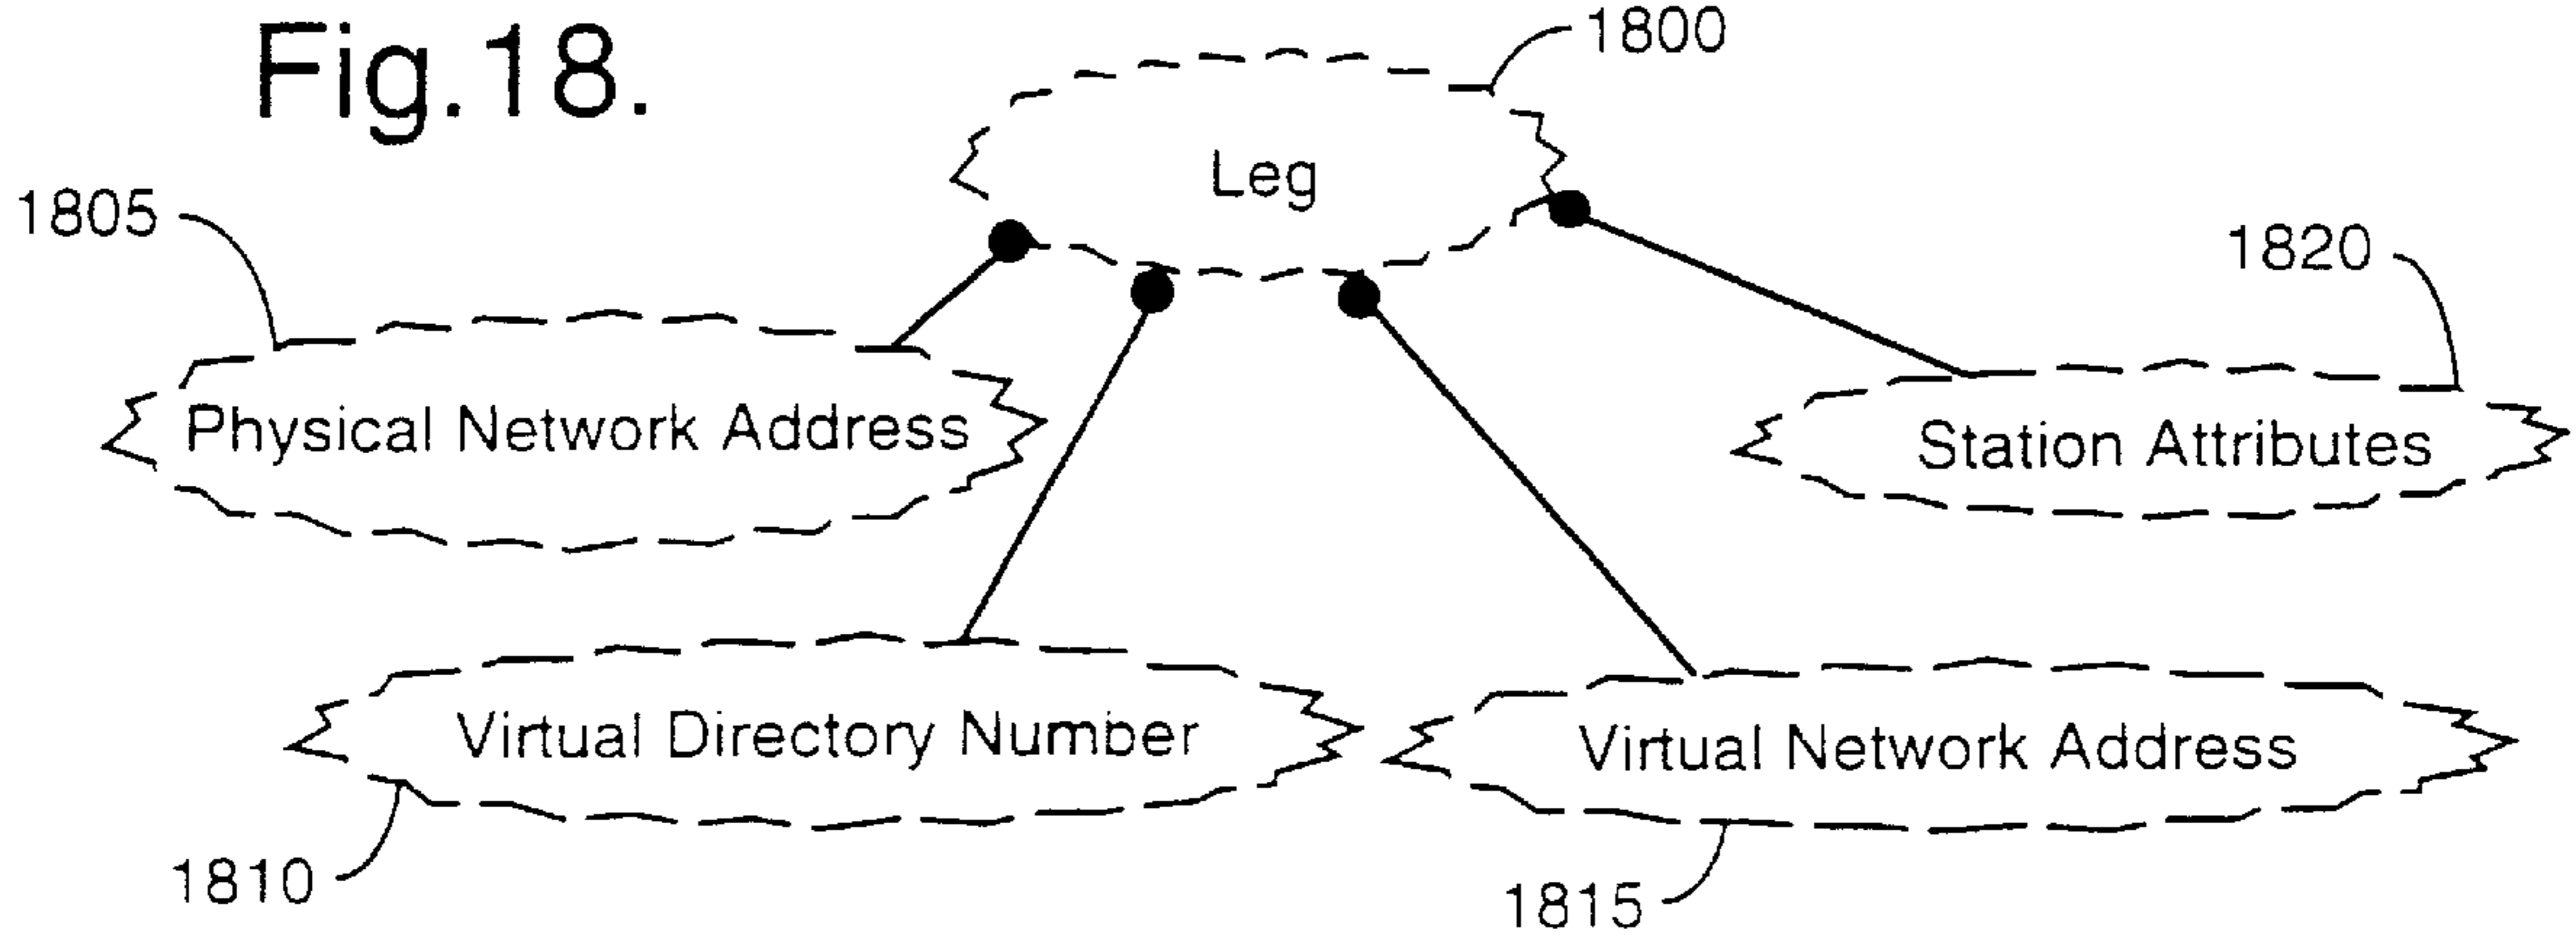 Fig.18.
1800
Leg
1805
1820
Physical Network Address
Station Attributes
Virtual Directory Number
Virtual Network Address
1810
1815